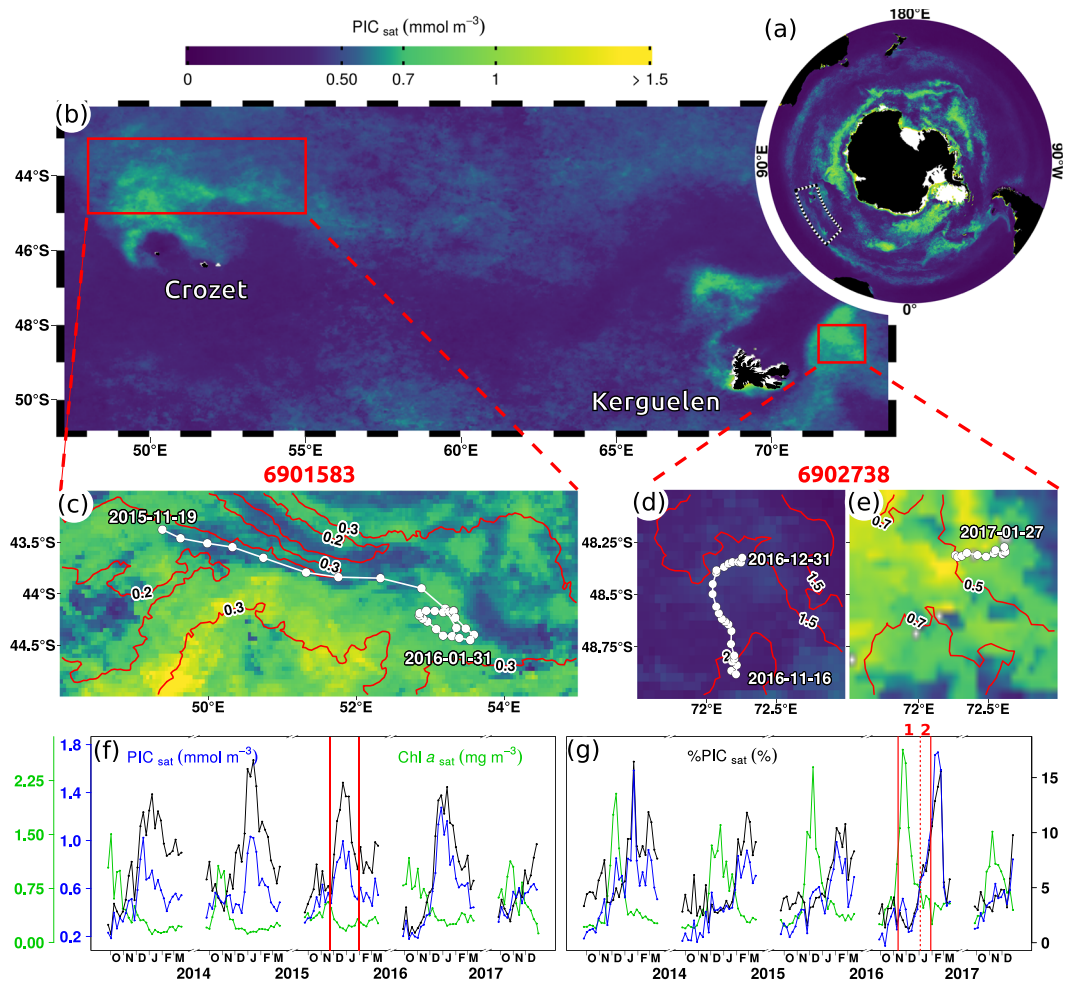 PIC sat (mmol m⁻³)
0 0.50 0.7 1 > 1.5
(a)
180°E
90°E
90°W
0°
(b)
44°S
46°S
48°S
50°S
Crozet
Kerguelen
50°E 55°E 60°E 65°E 70°E
6901583
6902738
(c)
2015-11-19
0.3
0.2
0.3
0.2
0.3
2016-01-31
0.3
43.5°S
44°S
44.5°S
50°E 52°E 54°E
(d)
2016-12-31
1.5
1.5
2
2016-11-16
48.25°S
48.5°S
48.75°S
72°E 72.5°E
(e)
0.7
2017-01-27
0.5
0.7
72°E 72.5°E
(f)
PIC sat (mmol m⁻³)
Chl a sat (mg m⁻³)
2.25
1.50
0.75
0.00
1.8
1.4
1.0
0.6
0.2
O N D J F M O N D J F M O N D J F M O N D J F M O N D
2014 2015 2016 2017
(g)
%PIC sat (%)
1 2
15
10
5
0
O N D J F M O N D J F M O N D J F M O N D J F M O N D
2014 2015 2016 2017